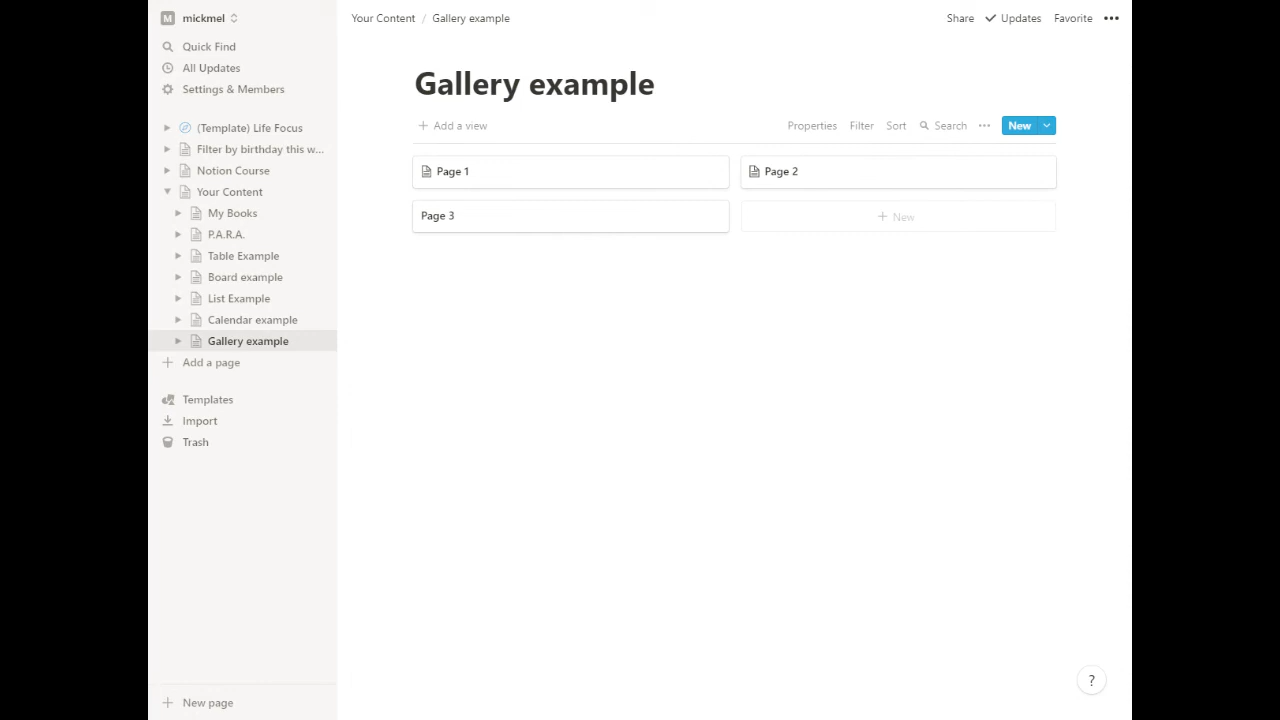 M mickmel
Quick Find
All Updates
Settings & Members
(Template) Life Focus
Filter by birthday this w...
Notion Course
Your Content
My Books
P.A.R.A.
Table Example
Board example
List Example
Calendar example
Gallery example
Add a page
Templates
Import
Trash
New page
Your Content / Gallery example
Share Updates Favorite
Gallery example
Add a view
Properties Filter Sort Search New
Page 1
Page 2
Page 3
New
?